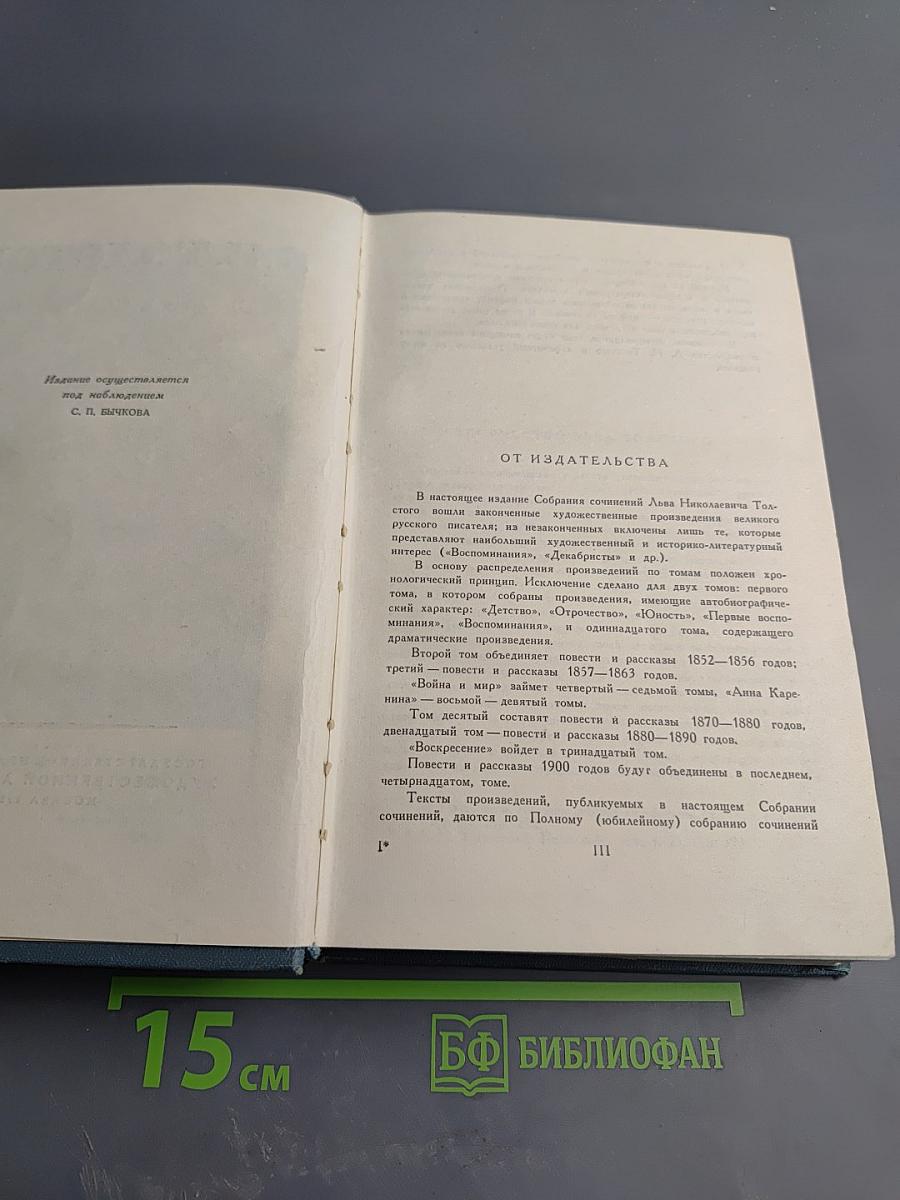 Издание осуществляется
под наблюдением
С. П. БЫЧКОВА
ОТ ИЗДАТЕЛЬСТВА
В настоящее издание Собрания сочинений Льва Николаевича Тол-
стого вошли законченные художественные произведения великого
русского писателя; из незаконченных включены лишь те, которые
представляют наибольший художественный и историко-литературный
интерес («Воспоминания», «Декабристы» и др.).
В основу распределения произведений по томам положен хро-
нологический принцип. Исключение сделано для двух томов: первого
тома, в котором собраны произведения, имеющие автобиографиче-
ский характер: «Детство», «Отрочество», «Юность», «Первые воспо-
минания», «Воспоминания», и одиннадцатого тома, содержащего
драматические произведения.
Второй том объединяет повести и рассказы 1852—1856 годов;
третий — повести и рассказы 1857—1863 годов.
«Война и мир» займет четвертый — седьмой томы, «Анна Каре-
нина» — восьмой — девятый томы.
Том десятый составят повести и рассказы 1870—1880 годов,
двенадцатый том — повести и рассказы 1880—1890 годов.
«Воскресение» войдет в тринадцатый том.
Повести и рассказы 1900 годов будут объединены в последнем,
четырнадцатом, томе.
Тексты произведений, публикуемых в настоящем Собрании
сочинений, даются по Полному (юбилейному) собранию сочинений
I*
III
15 см
БФ БИБЛИОФАН